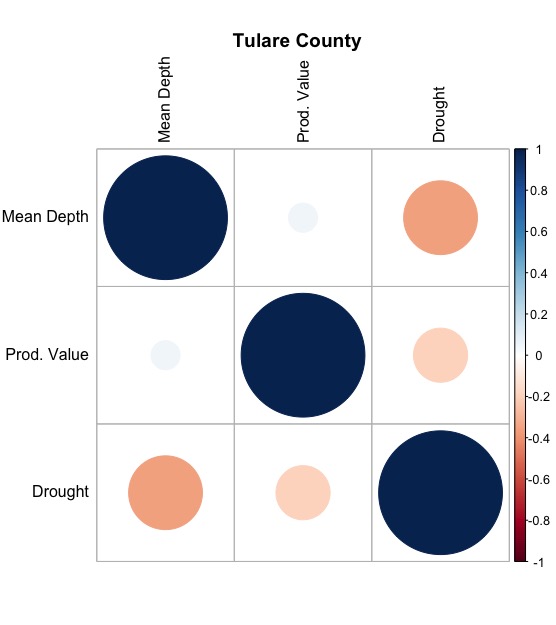 Tulare County
Mean Depth
Prod. Value
Drought
Mean Depth
Prod. Value
Drought
1
0.8
0.6
0.4
0.2
0
-0.2
-0.4
-0.6
-0.8
-1